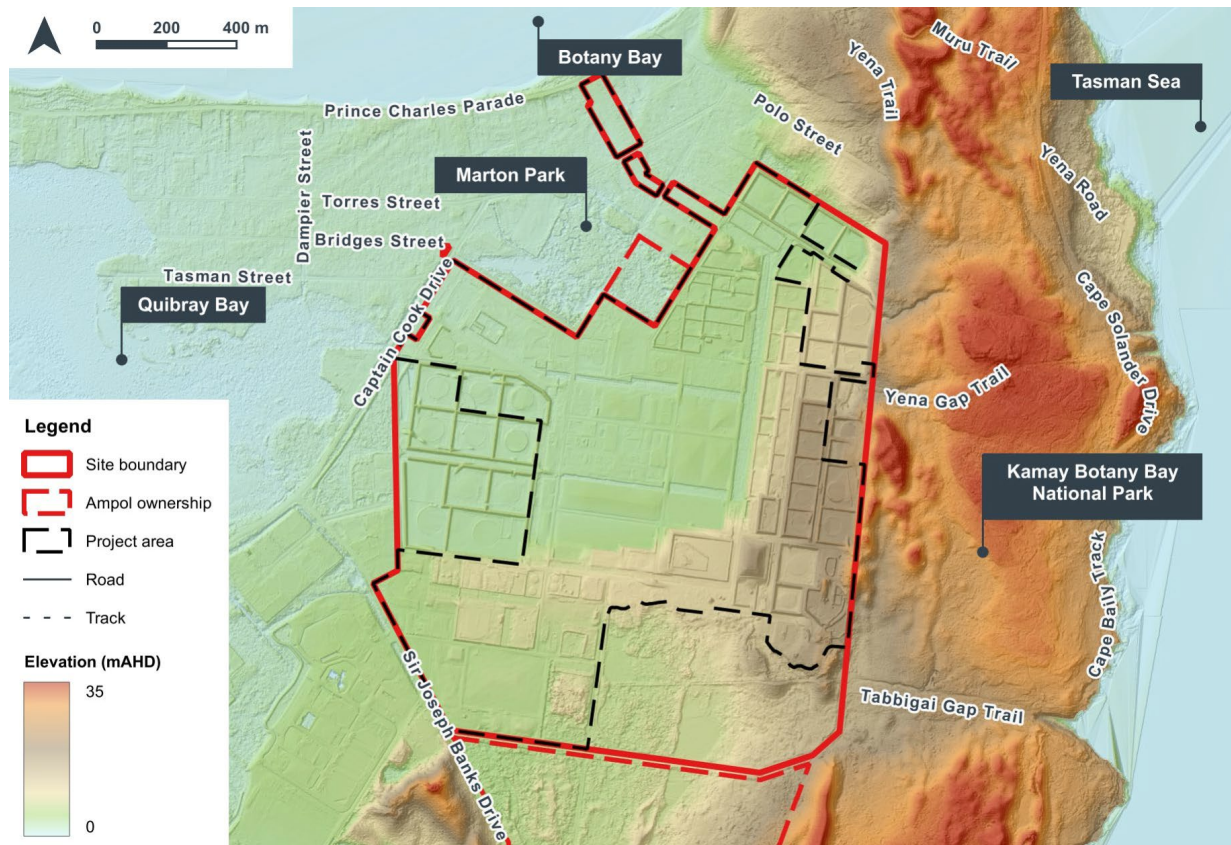 0 200 400 m
Botany Bay
Tasman Sea
Muru Trail
Yena Trail
Prince Charles Parade
Polo Street
Dampier Street
Marton Park
Yena Road
Torres Street
Bridges Street
Tasman Street
Quibray Bay
Captain Cook Drive
Cape Solander Drive
Yena Gap Trail
Kamay Botany Bay
National Park
Cape Baily Track
Tabbigai Gap Trail
Sir Joseph Banks Drive
Legend
Site boundary
Ampol ownership
Project area
Road
Track
Elevation (mAHD)
35
0